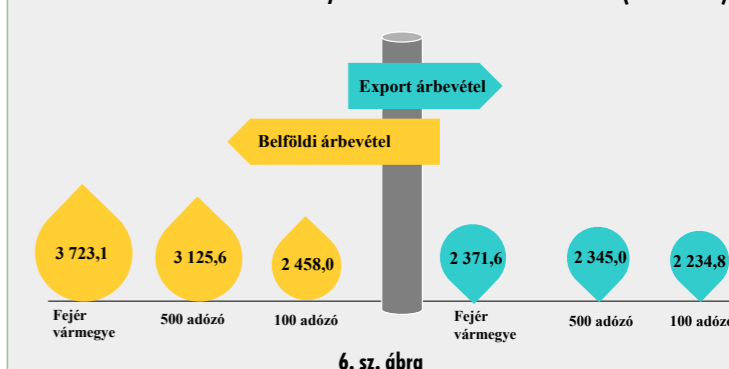 Export árbevétel
Belföldi árbevétel
3 723,1
3 125,6
2 458,0
2 371,6
2 345,0
2 234,8
Fejér
vármegye
500 adózó
100 adózó
Fejér
vármegye
500 adózó
100 adózó
6. sz. ábra